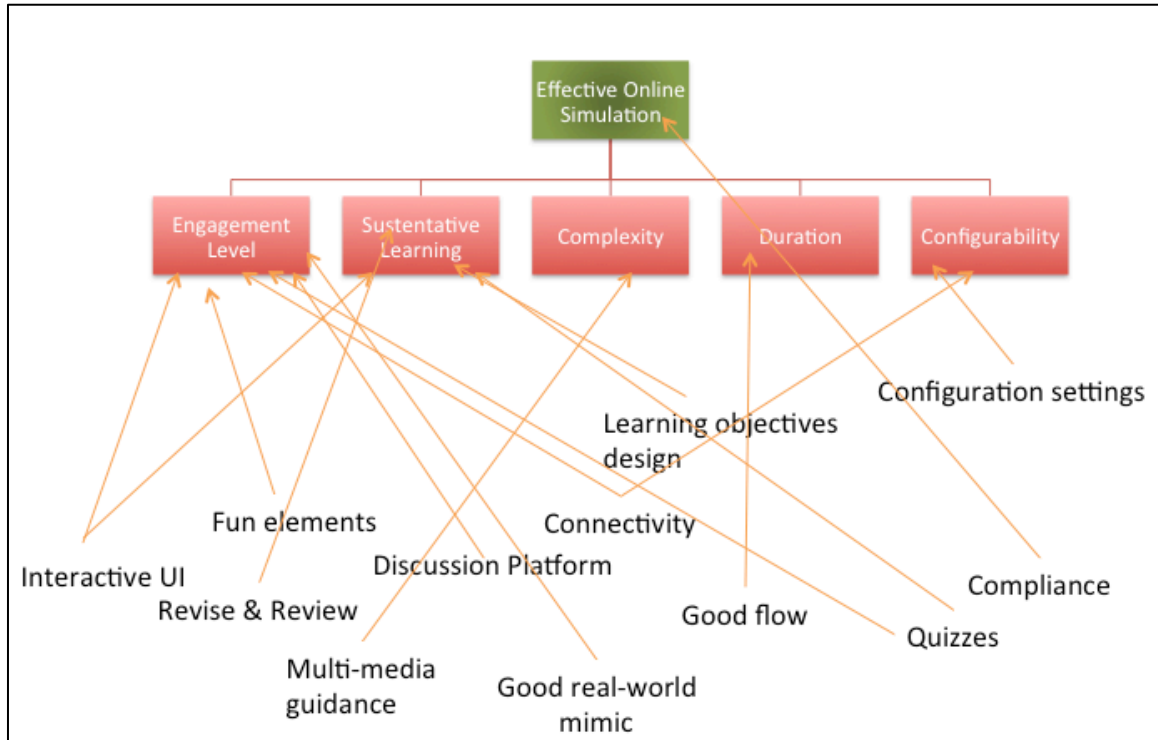 Effective Online
Simulation
Engagement
Level
Sustentative
Learning
Complexity
Duration
Configurability
Configuration settings
Learning objectives
design
Fun elements
Connectivity
Interactive UI
Discussion Platform
Compliance
Revise & Review
Good flow
Quizzes
Multi-media
guidance
Good real-world
mimic